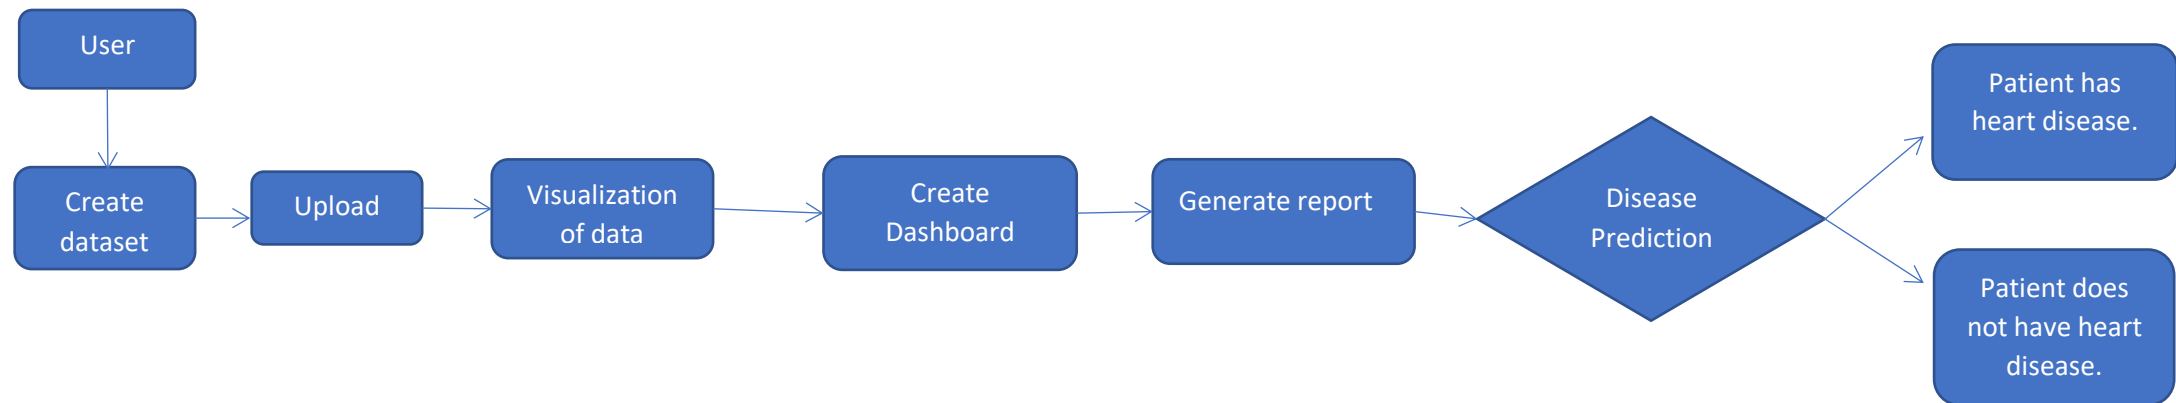 User
Create
dataset
Upload
Visualization
of data
Create
Dashboard
Generate report
Disease
Prediction
Patient has
heart disease.
Patient does
not have heart
disease.